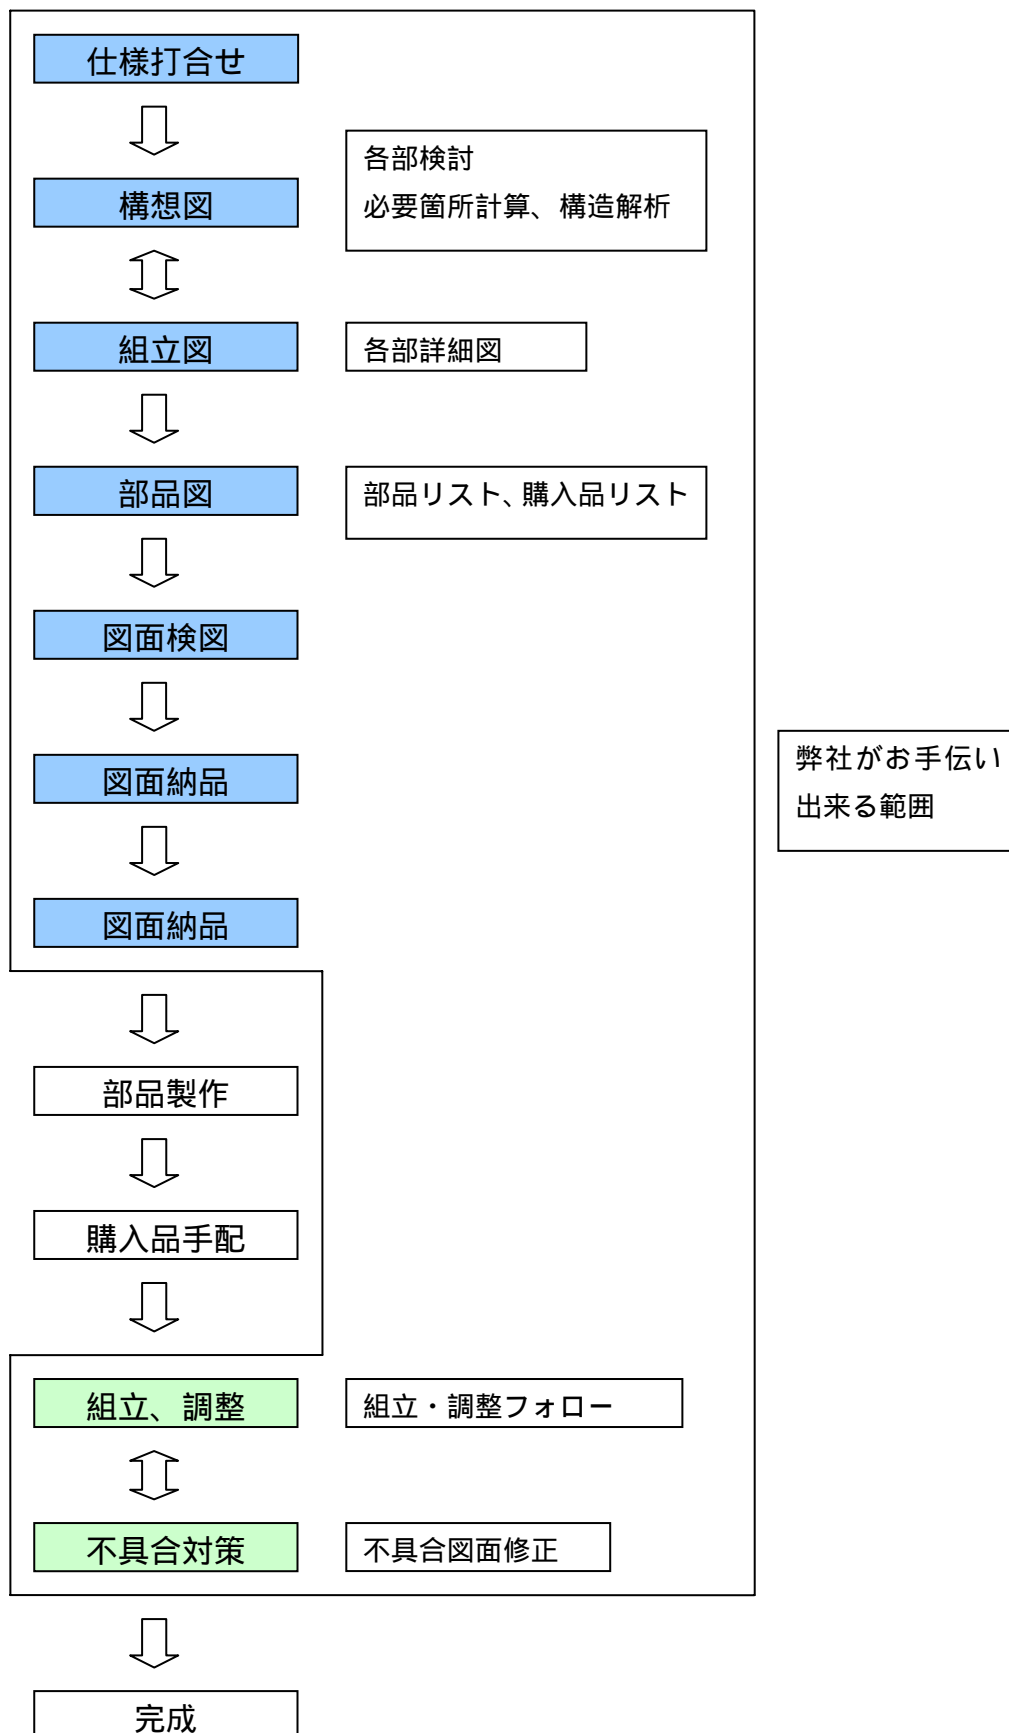 仕様打合せ
各部検討
必要箇所計算、構造解析
構想図
組立図
各部詳細図
部品図
部品リスト、購入品リスト
図面検図
図面納品
弊社がお手伝い
出来る範囲
図面納品
部品製作
購入品手配
組立、調整
組立・調整フォロー
不具合対策
不具合図面修正
完成